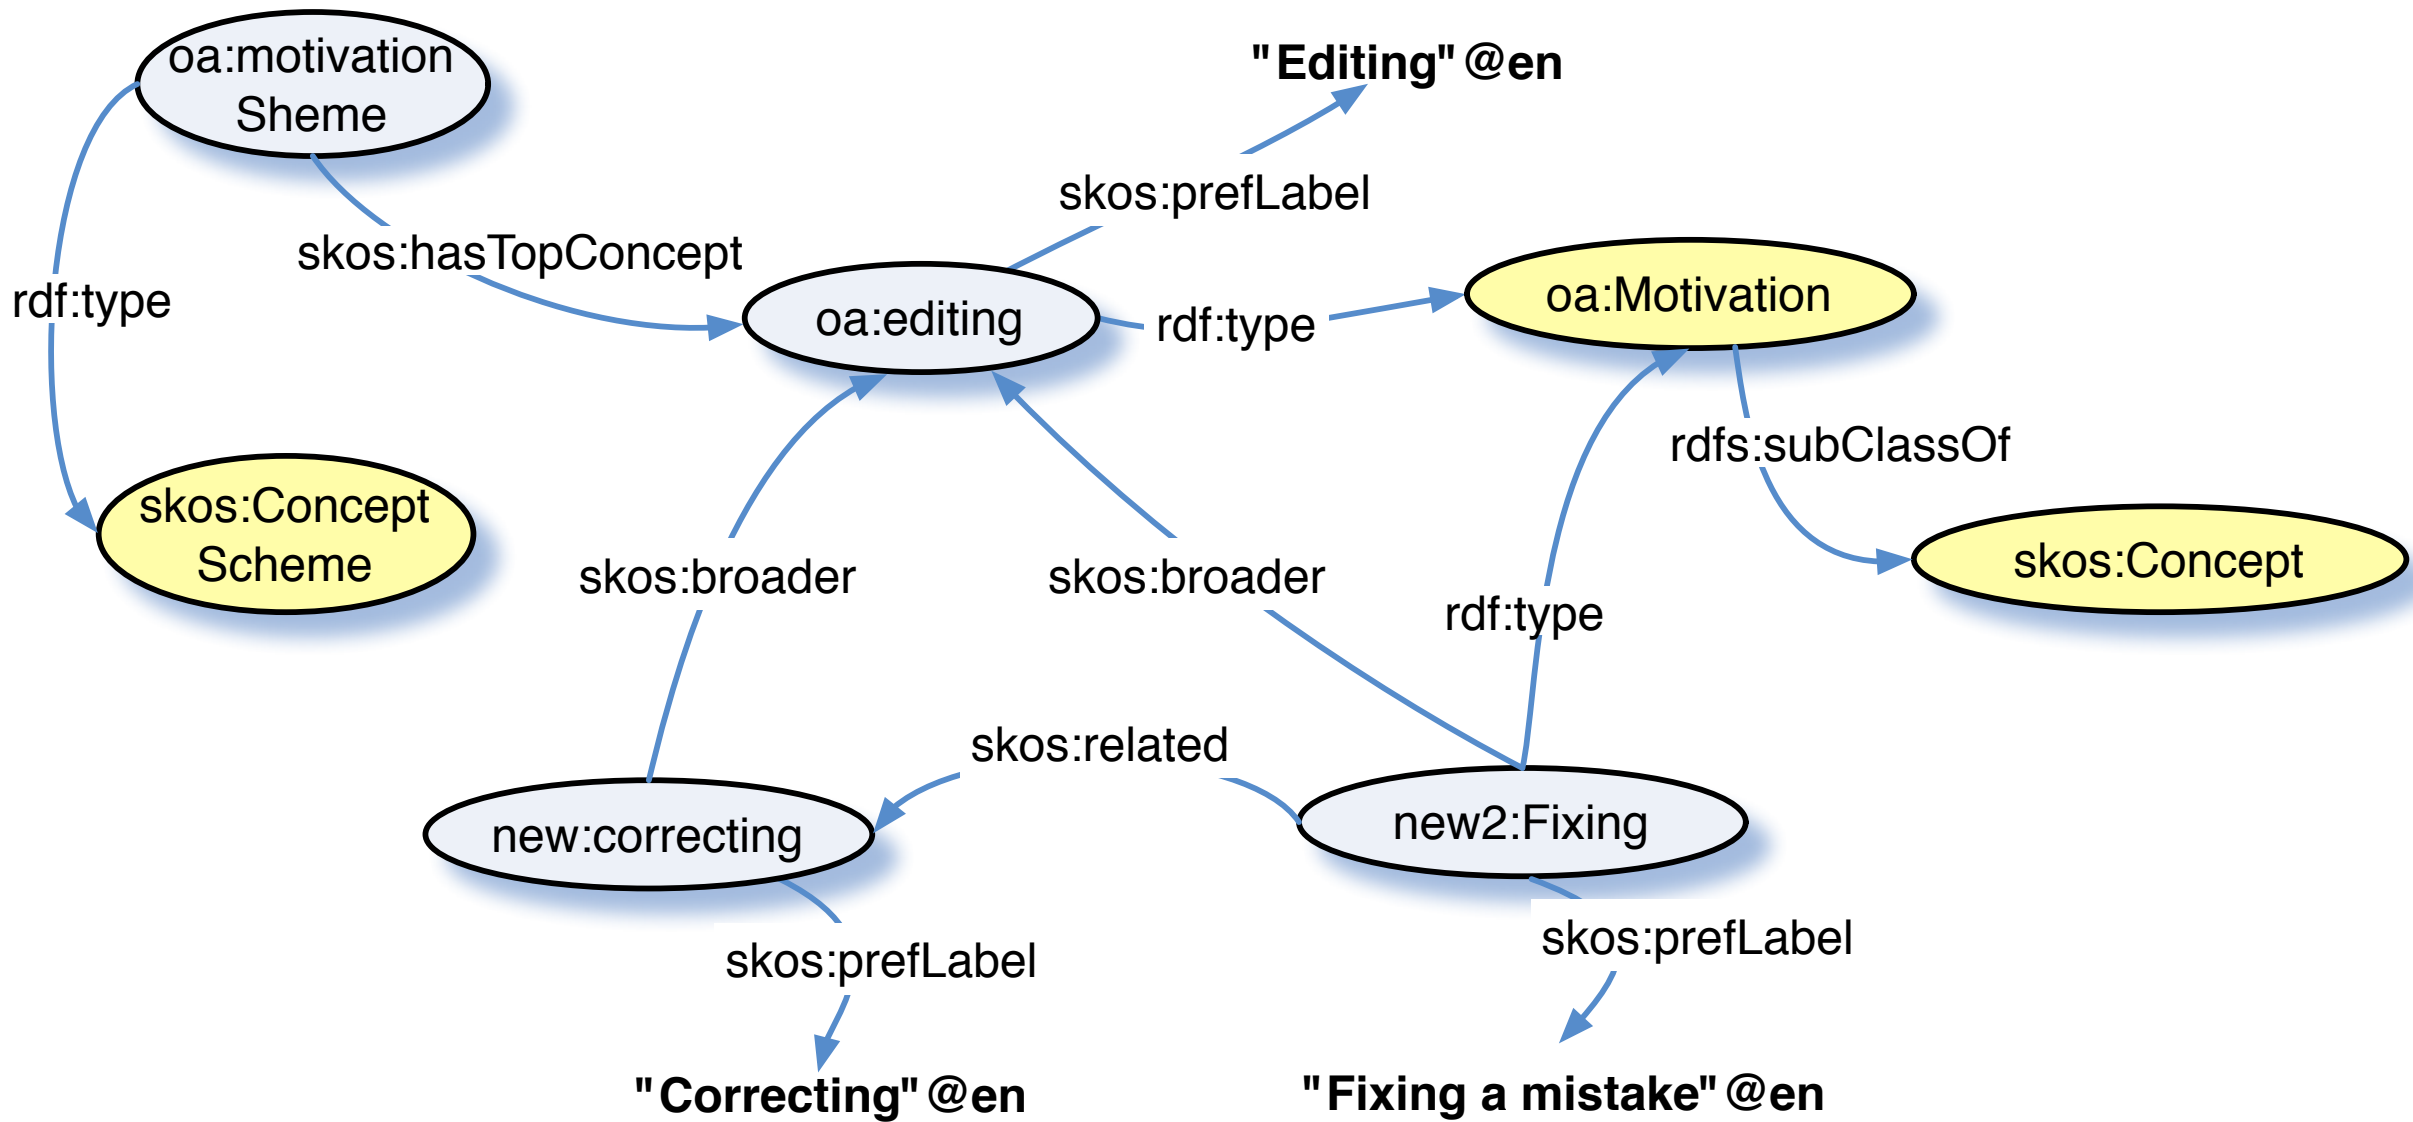 oa:motivation
Sheme
"Editing"@en
skos:prefLabel
skos:hasTopConcept
rdf:type
oa:editing
rdf:type
oa:Motivation
rdfs:subClassOf
skos:Concept
Scheme
skos:broader
skos:broader
rdf:type
skos:Concept
skos:related
new:correcting
new2:Fixing
skos:prefLabel
skos:prefLabel
"Correcting"@en
"Fixing a mistake"@en